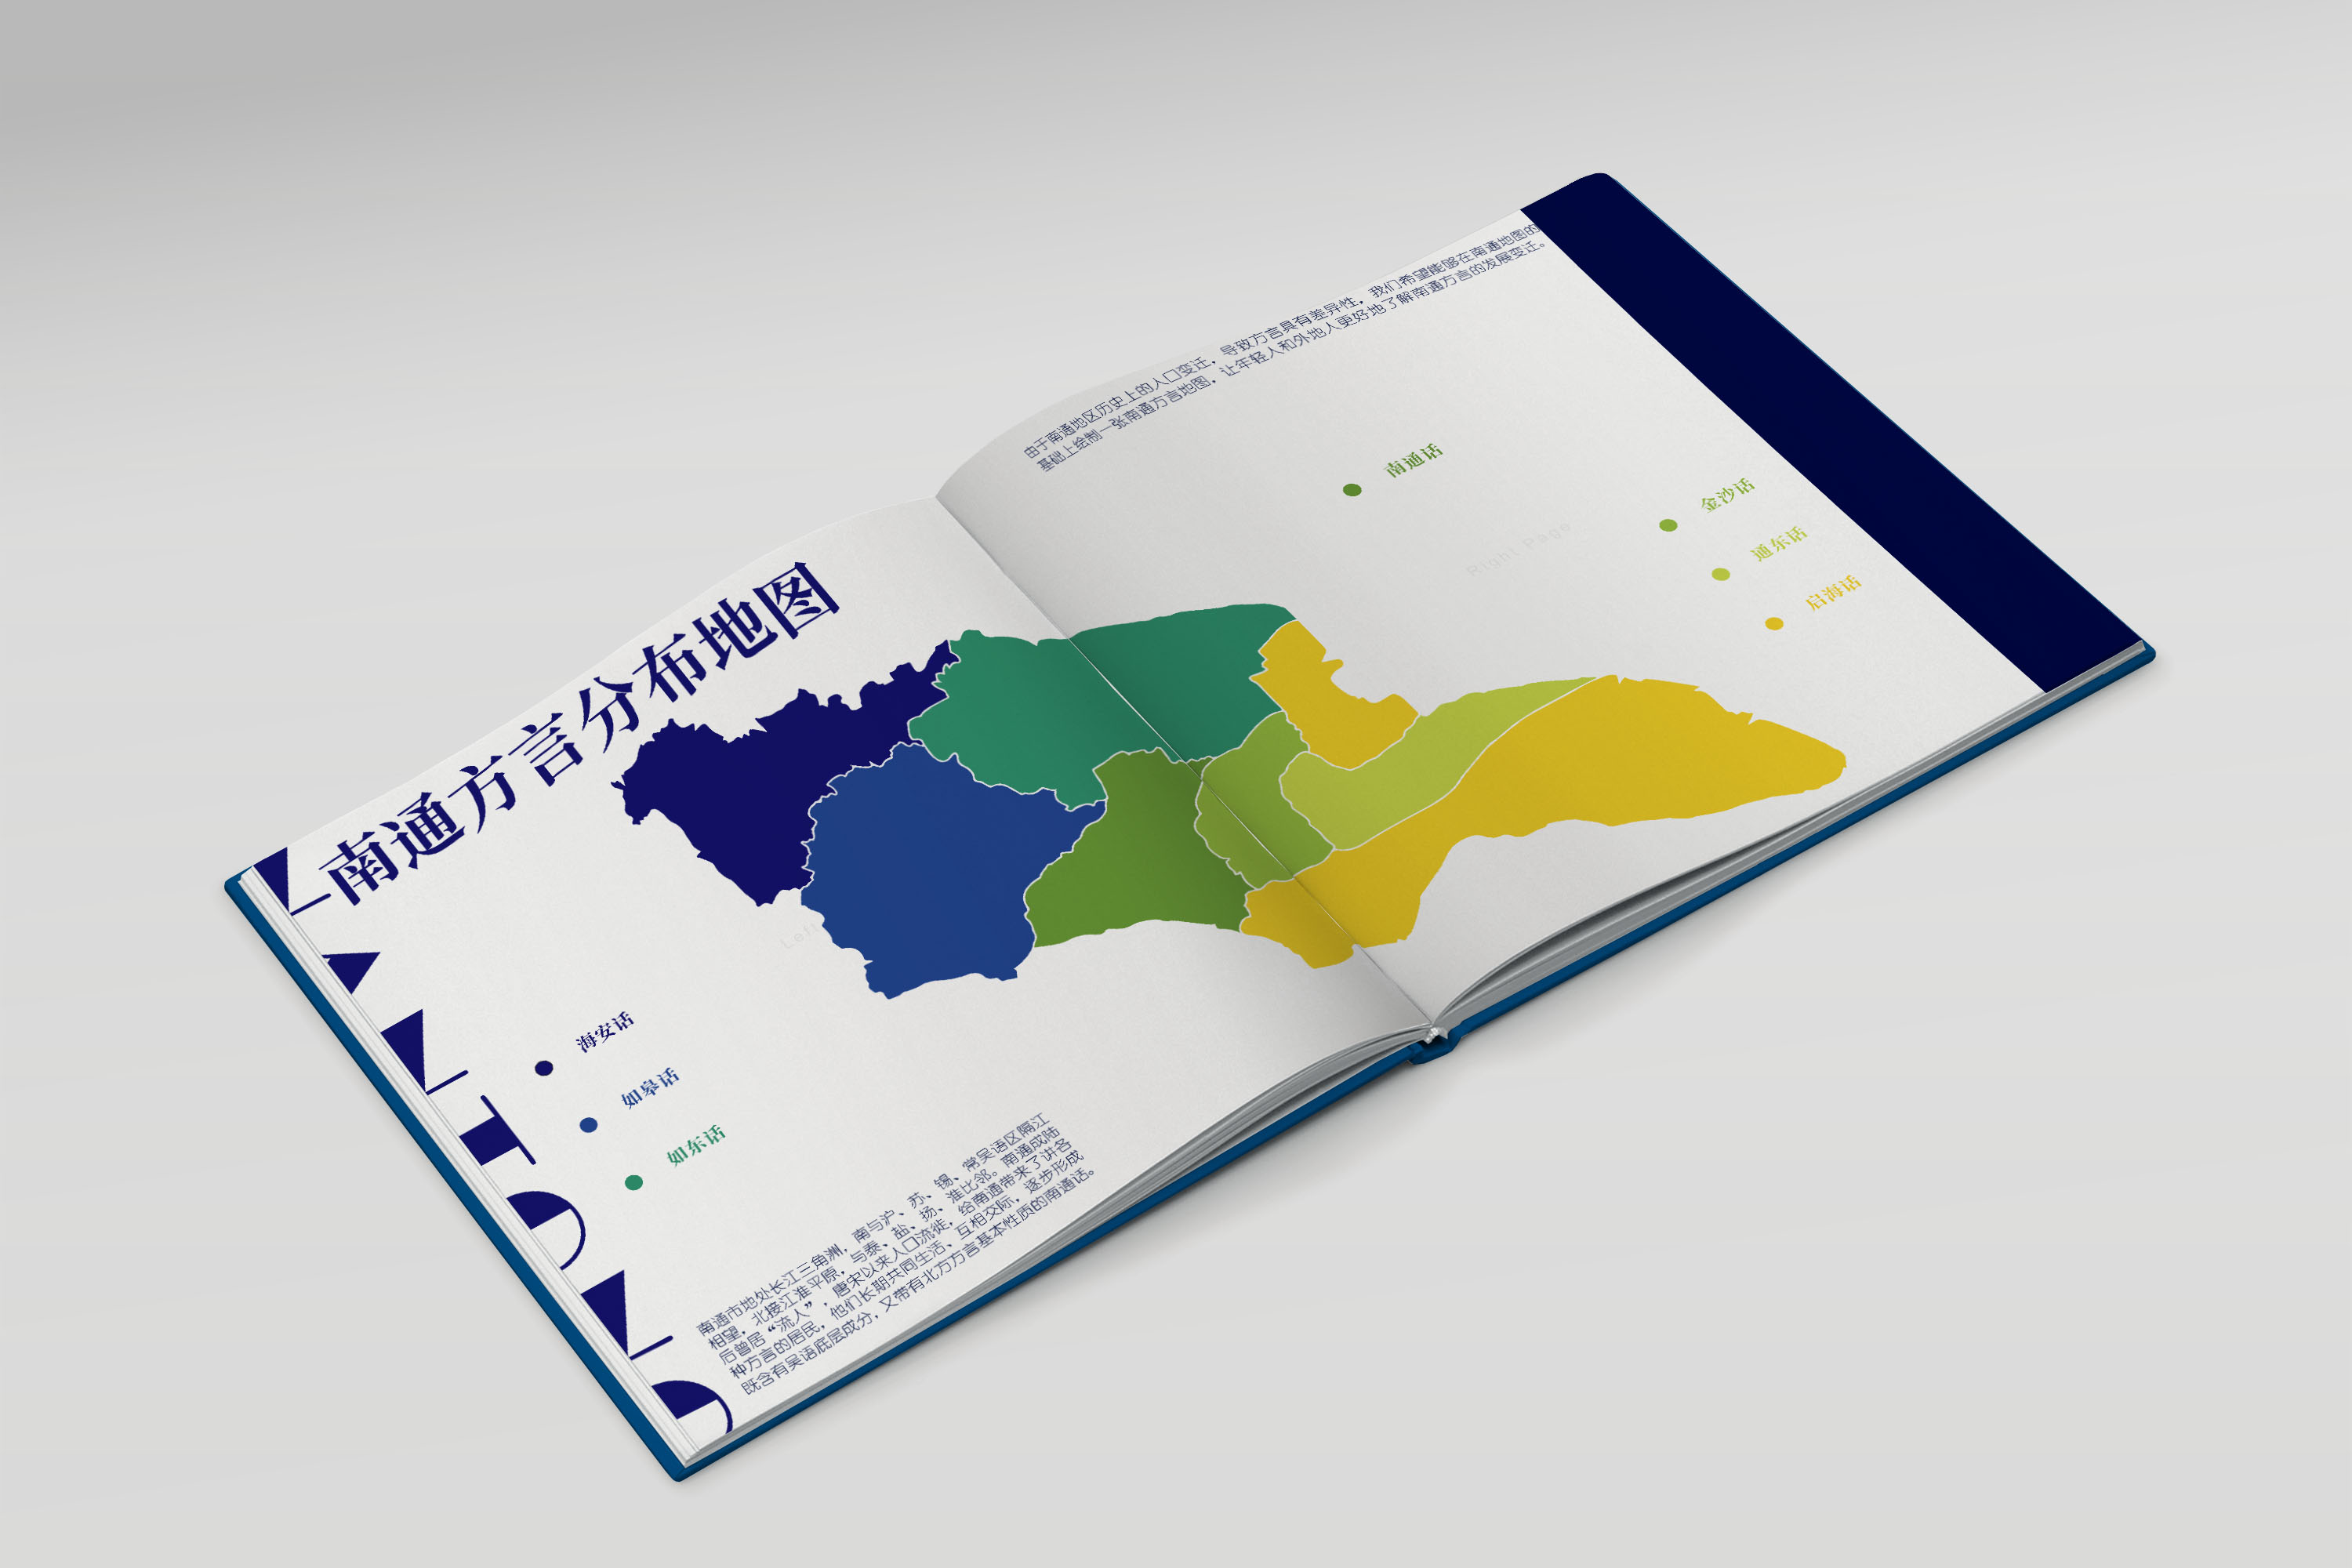 南通方言分布地图
海安话
如皋话
如东话
南通市地处长江三角洲，南与沪、苏、锡、常吴语区隔江
相望，北接江淮平原，与泰、盐、扬、淮比邻。南通成陆
后曾居“流人”，唐宋以来人口流徙，给南通带来了讲各
种方言的居民，他们长期共同生活、互相交际，逐步形成
既含有吴语底层成分，又带有北方方言基本性质的南通话。
由于南通地区历史上的人口变迁，导致方言具有差异性，我们希望能够在南通地图的
基础上绘制一张南通方言地图，让年轻人和外地人更好地了解南通方言的发展变迁。
南通话
金沙话
通东话
启海话
Right Page
Left